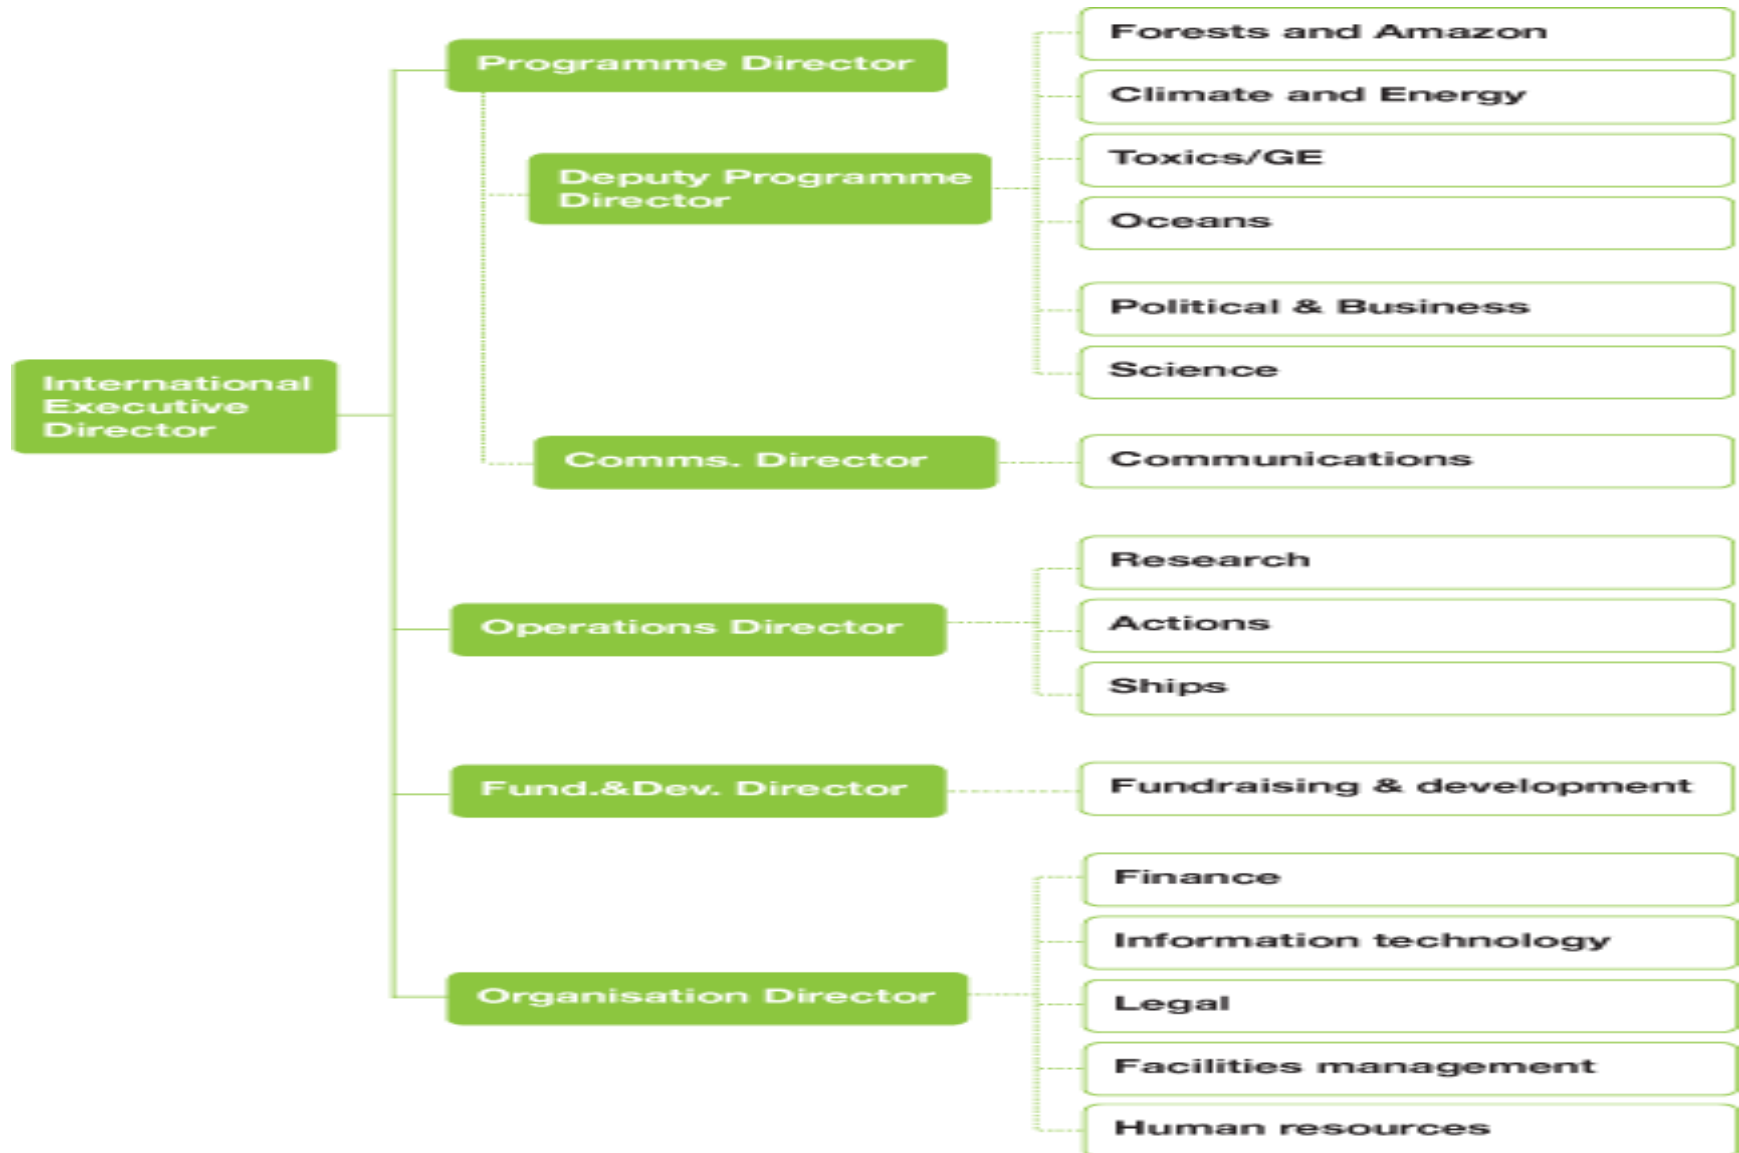 International
Executive
Director
Programme Director
Deputy Programme
Director
Forests and Amazon
Climate and Energy
Toxics/GE
Oceans
Political & Business
Science
Comms. Director
Communications
Operations Director
Research
Actions
Ships
Fund.&Dev. Director
Fundraising & development
Organisation Director
Finance
Information technology
Legal
Facilities management
Human resources